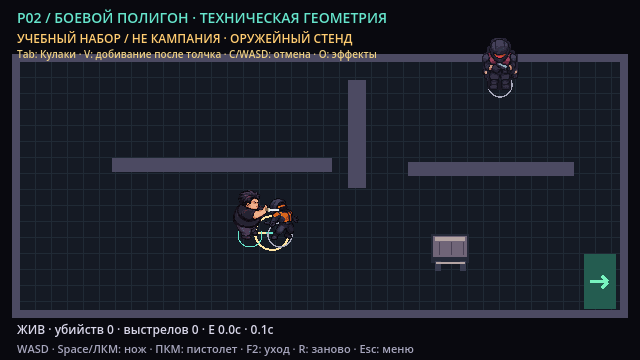 P02 / БОЕВОЙ ПОЛИГОН · ТЕХНИЧЕСКАЯ ГЕОМЕТРИЯ
УЧЕБНЫЙ НАБОР / НЕ КАМПАНИЯ · ОРУЖЕЙНЫЙ СТЕНД
Tab: Кулаки · V: добивание после толчка · C/WASD: отмена · O: эффекты
ЖИВ · убийств 0 · выстрелов 0 · E 0.0с · 0.1с
WASD · Space/ЛКМ: нож · ПКМ: пистолет · F2: уход · R: заново · Esc: меню